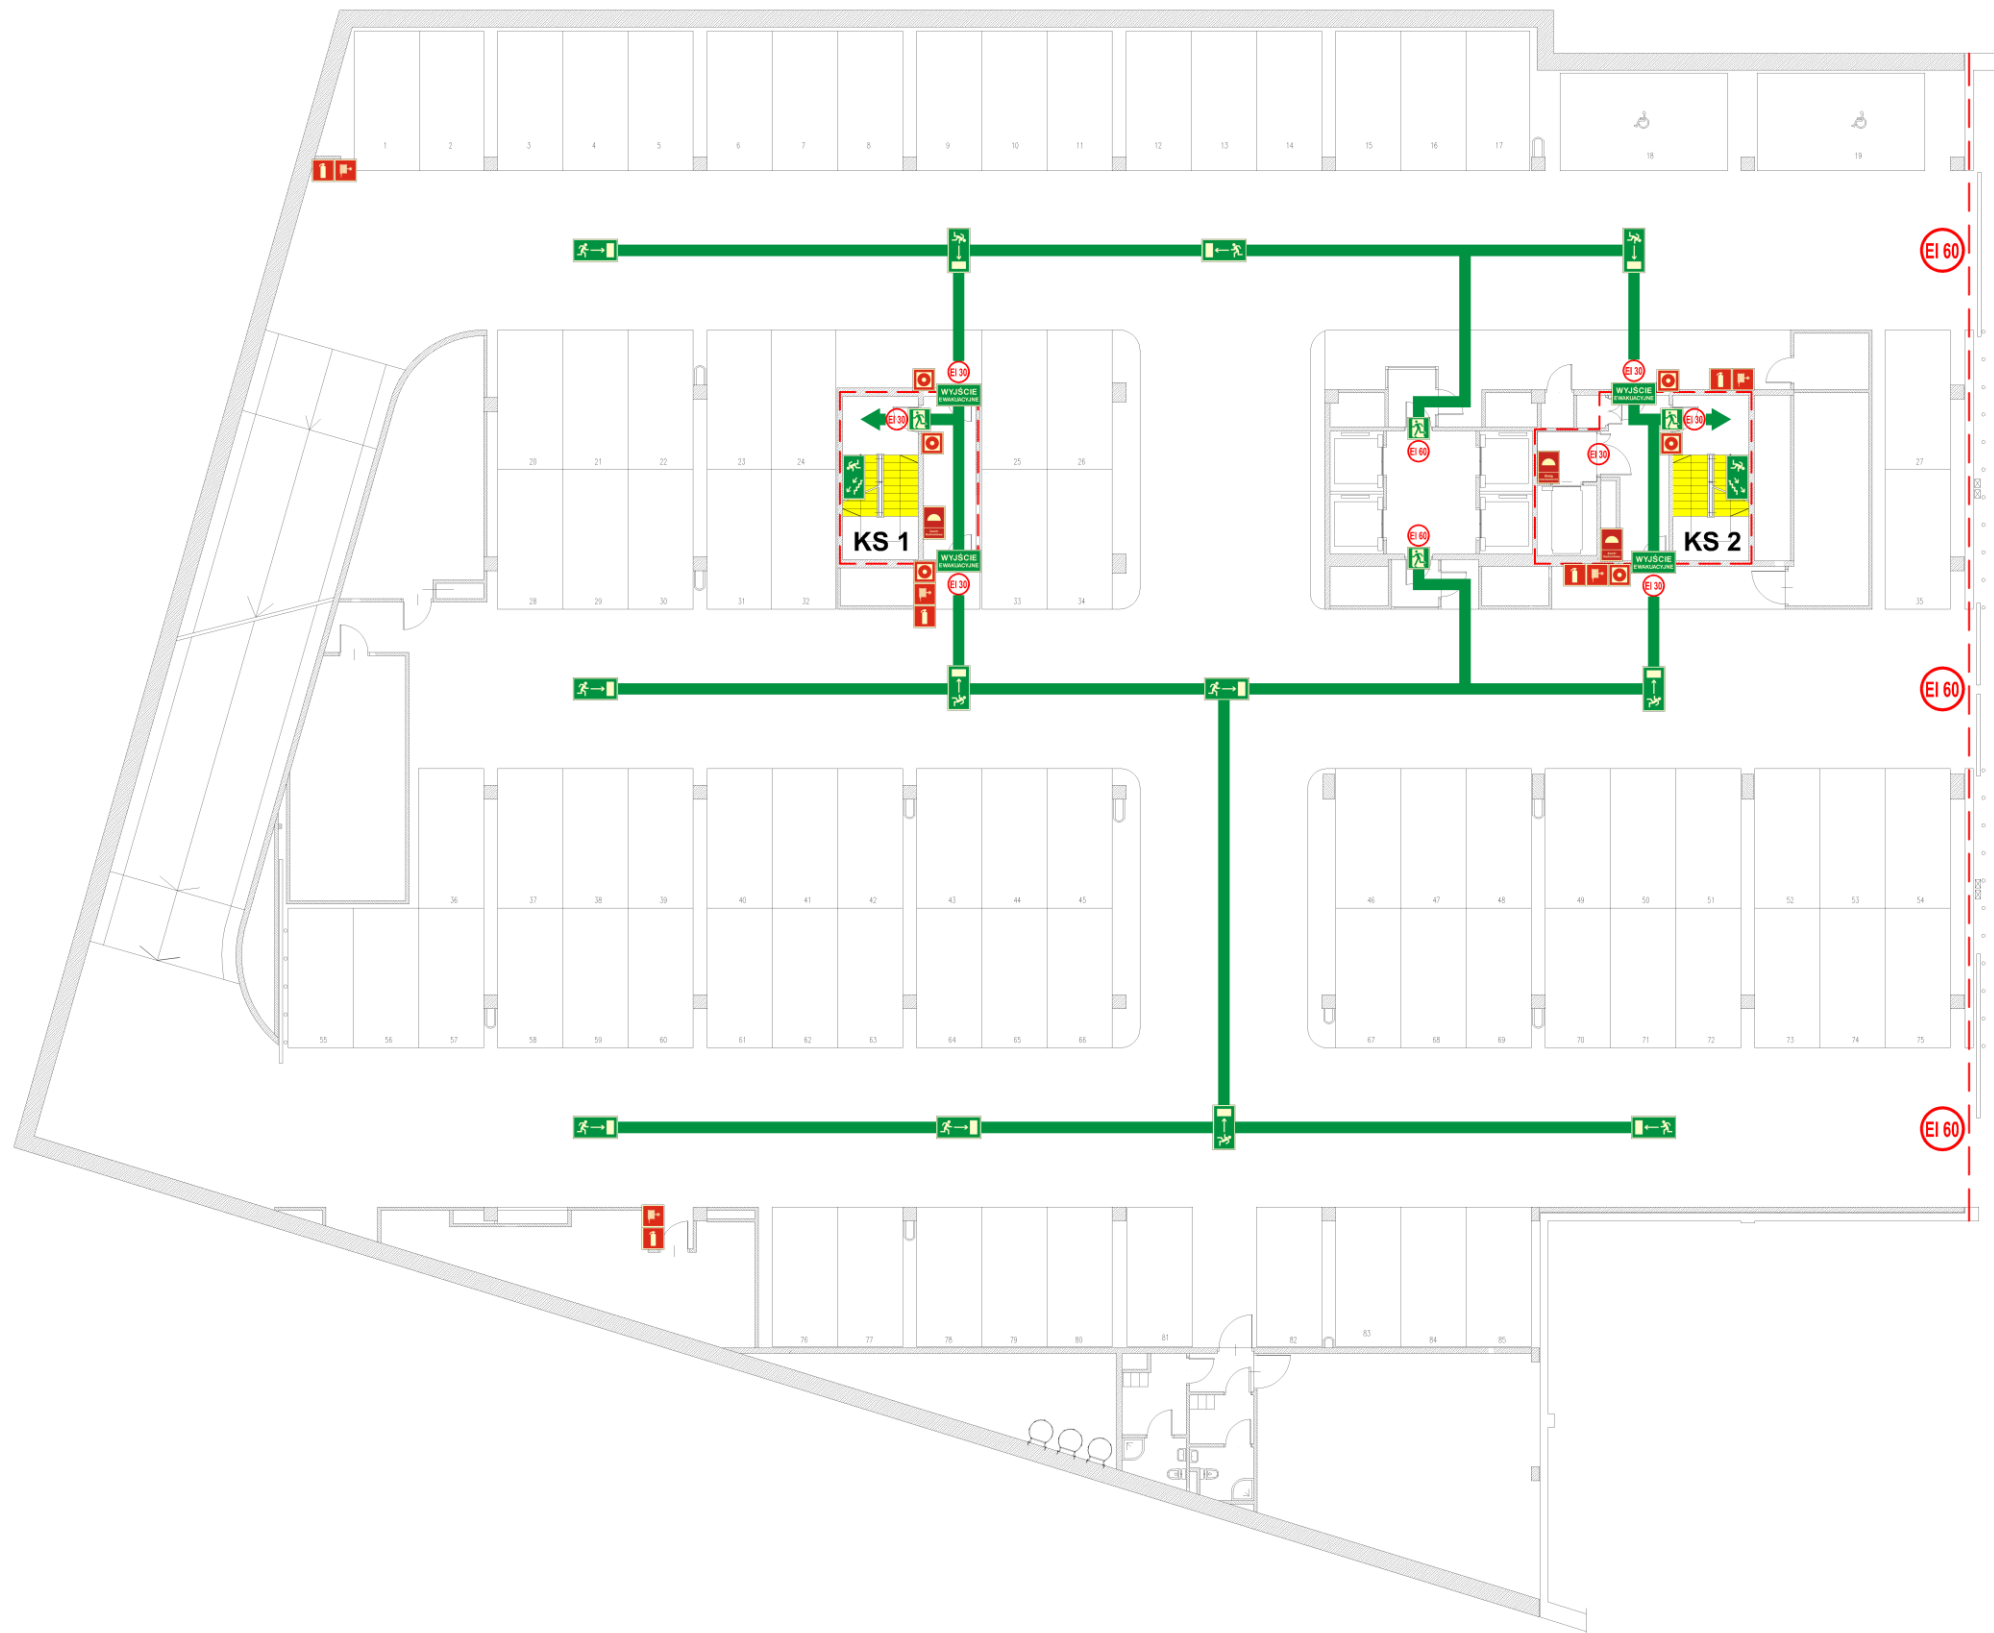 1 2 3 4 5 6 7 8 9 10 11 12 13 14 15 16 17 18 19
EI 60
EI 30 EI 30
WYJŚCIE
EWAKUACYJNE
WYJŚCIE
EWAKUACYJNE
EI 30 EI 30
EI 60 EI 30
20 21 22 23 24 25 26 27
KS 1 KS 2
EI 60
WYJŚCIE
EWAKUACYJNE
WYJŚCIE
EWAKUACYJNE
EI 30 EI 30
28 29 30 31 32 33 34 35
EI 60
36 37 38 39 40 41 42 43 44 45 46 47 48 49 50 51 52 53 54
55 56 57 58 59 60 61 62 63 64 65 66 67 68 69 70 71 72 73 74 75
EI 60
76 77 78 79 80 81 82 83 84 85